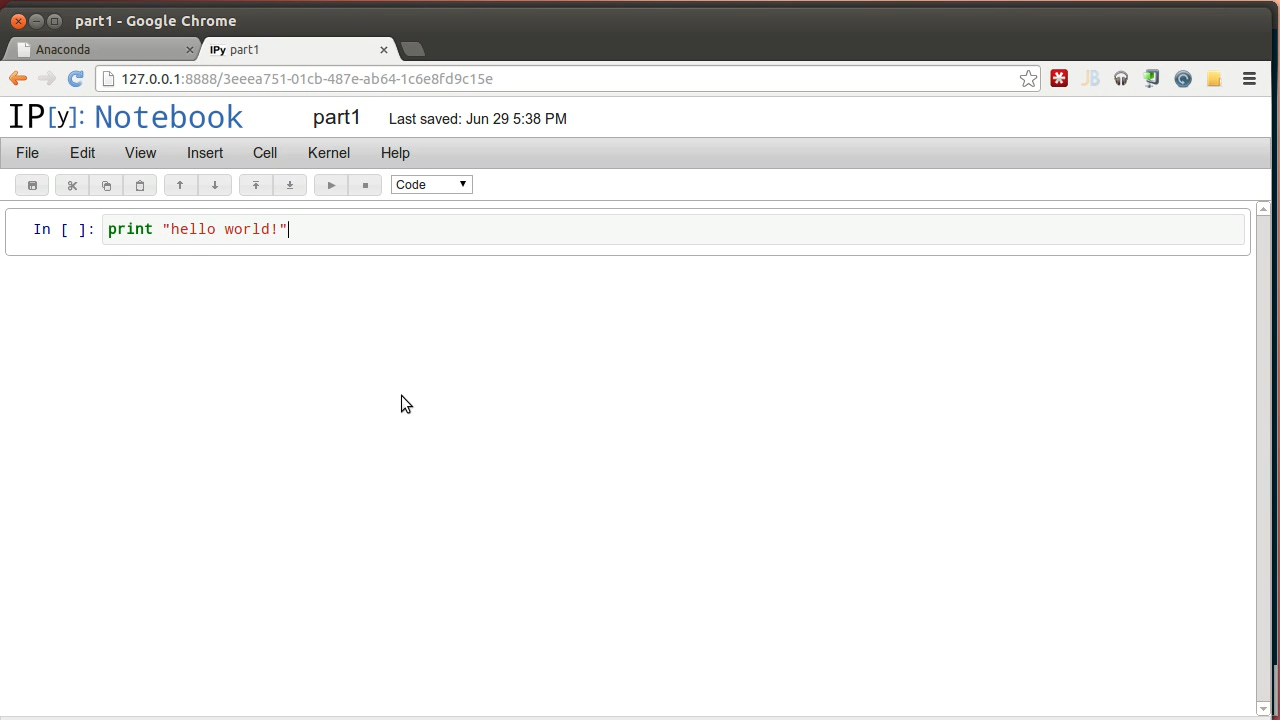 part1 - Google Chrome
Anaconda
IPy part1
127.0.0.1:8888/3eeea751-01cb-487e-ab64-1c6e8fd9c15e
JB
IP[y]: Notebook part1 Last saved: Jun 29 5:38 PM
File Edit View Insert Cell Kernel Help
Code
In [ ]: print "hello world!"